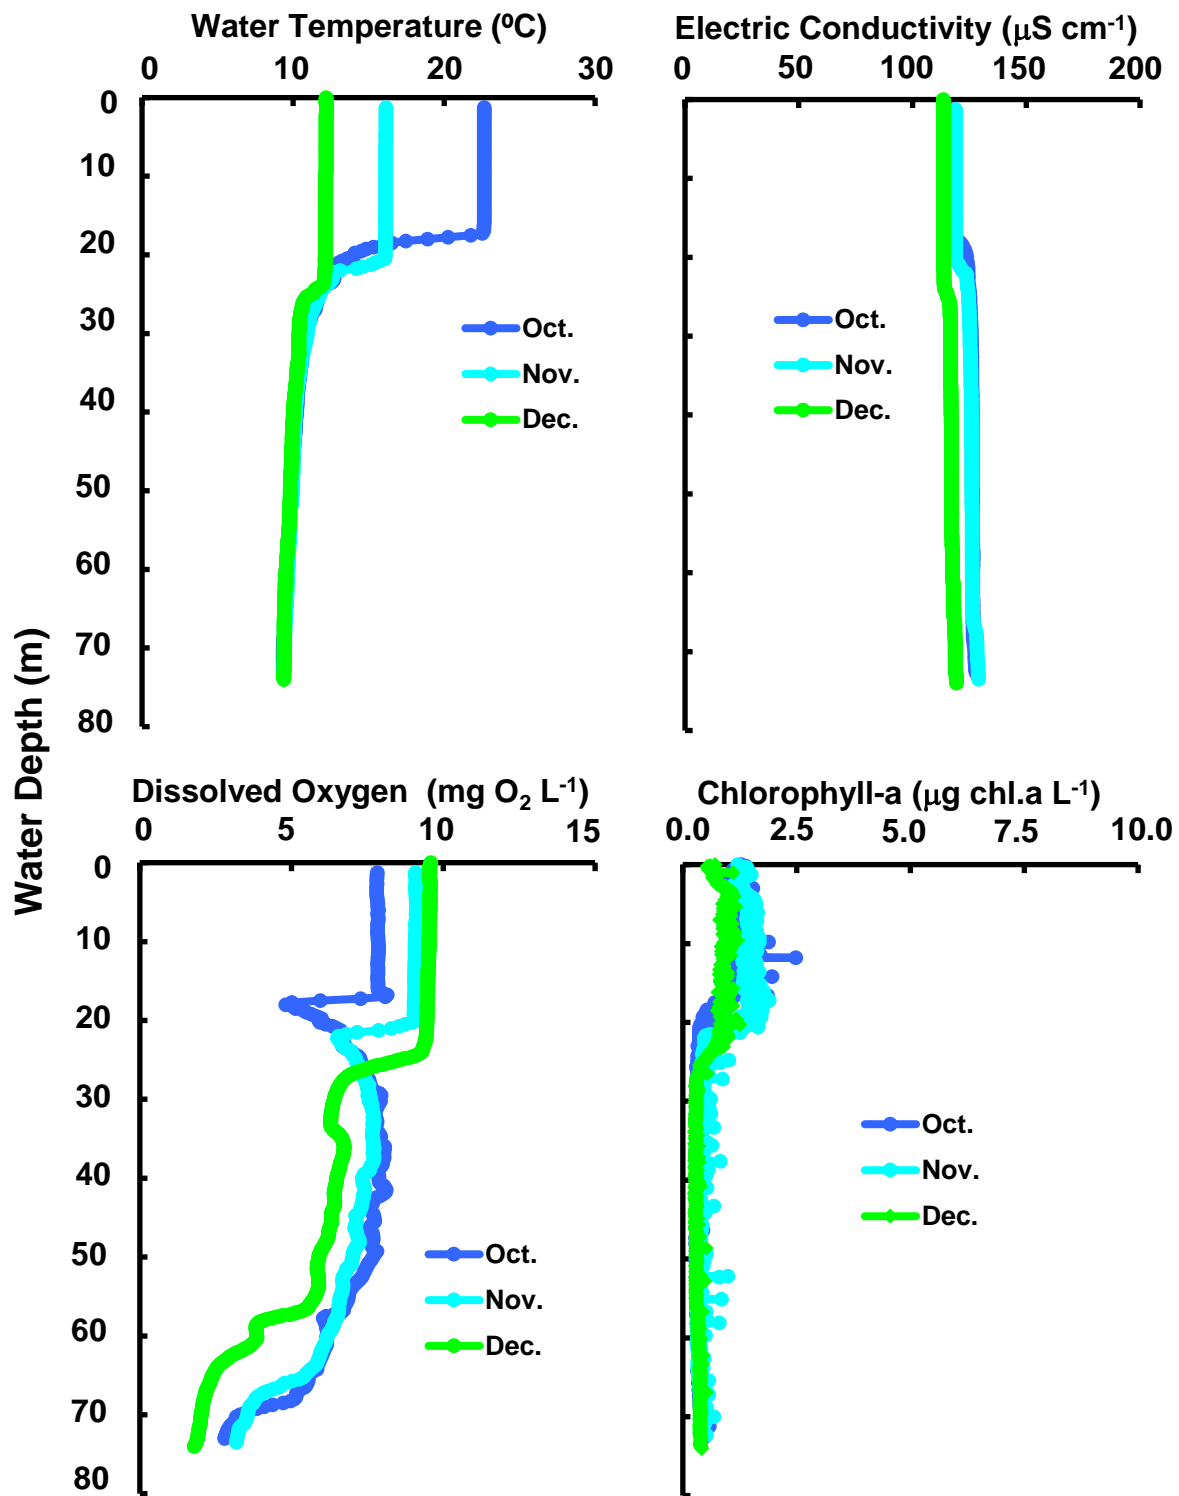 Water Temperature (ºC)
0 10 20 30
0
10
20
30
40
50
60
70
80
Oct.
Nov.
Dec.
Electric Conductivity (μS cm-1)
0 50 100 150 200
Oct.
Nov.
Dec.
Water Depth (m)
Dissolved Oxygen (mg O2 L-1)
0 5 10 15
0
10
20
30
40
50
60
70
80
Oct.
Nov.
Dec.
Chlorophyll-a (μg chl.a L-1)
0.0 2.5 5.0 7.5 10.0
Oct.
Nov.
Dec.